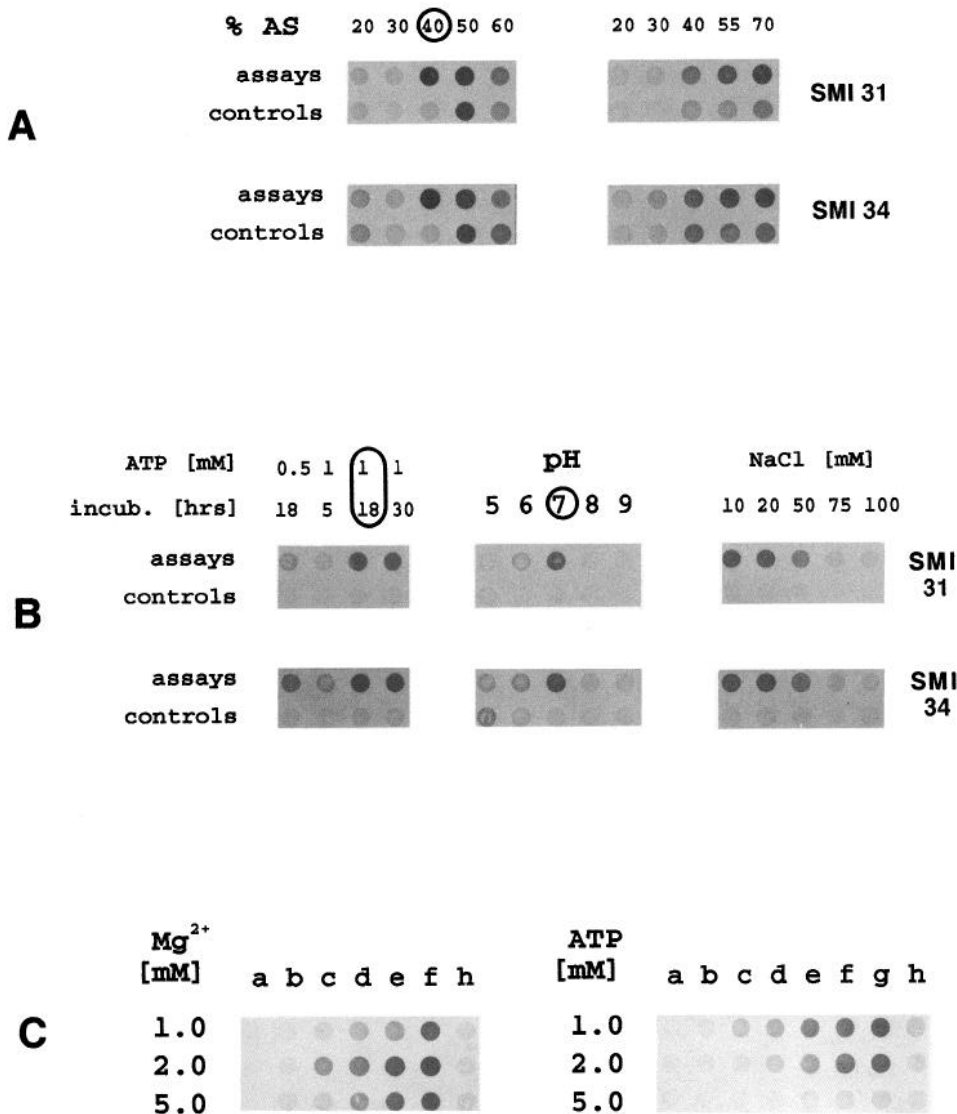 % AS 20 30 40 50 60 20 30 40 55 70
assays
SMI 31
controls
A
assays
SMI 34
controls
ATP [mM] 0.5 1 1 1 pH NaCl [mM]
incub. [hrs] 18 5 18 30 5 6 7 8 9 10 20 50 75 100
assays SMI
31
controls
B
assays SMI
34
controls
Mg2+ ATP
[mM] a b c d e f h [mM] a b c d e f g h
C
1.0 1.0
2.0 2.0
5.0 5.0